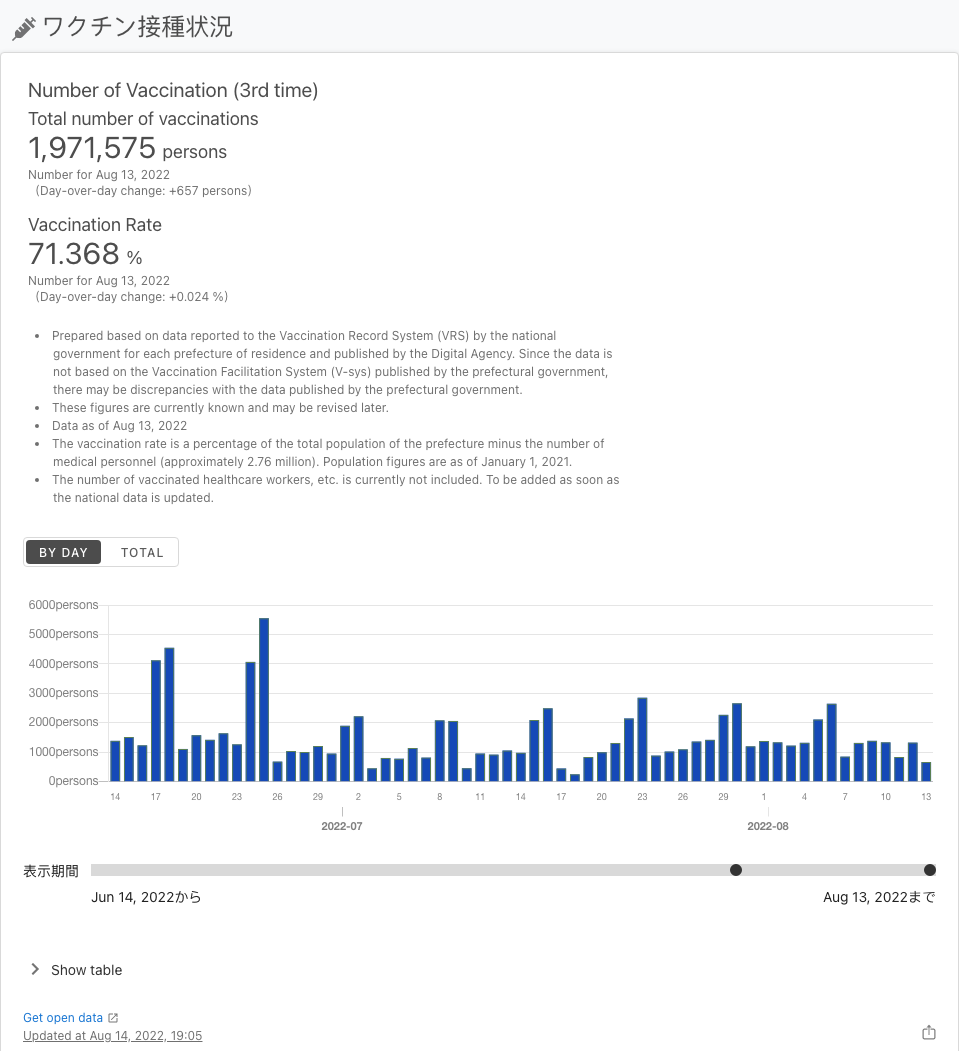 ワクチン接種状況
Number of Vaccination (3rd time)
Total number of vaccinations
1,971,575 persons
Number for Aug 13, 2022
(Day-over-day change: +657 persons)
Vaccination Rate
71.368 %
Number for Aug 13, 2022
(Day-over-day change: +0.024 %)
• Prepared based on data reported to the Vaccination Record System (VRS) by the national
government for each prefecture of residence and published by the Digital Agency. Since the data is
not based on the Vaccination Facilitation System (V-sys) published by the prefectural government,
there may be discrepancies with the data published by the prefectural government.
• These figures are currently known and may be revised later.
• Data as of Aug 13, 2022
• The vaccination rate is a percentage of the total population of the prefecture minus the number of
medical personnel (approximately 2.76 million). Population figures are as of January 1, 2021.
• The number of vaccinated healthcare workers, etc. is currently not included. To be added as soon as
the national data is updated.
BY DAY TOTAL
6000persons
5000persons
4000persons
3000persons
2000persons
1000persons
0persons
14 17 20 23 26 29 2 5 8 11 14 17 20 23 26 29 1 4 7 10 13
2022-07 2022-08
表示期間
Jun 14, 2022から Aug 13, 2022まで
Show table
Get open data
Updated at Aug 14, 2022, 19:05